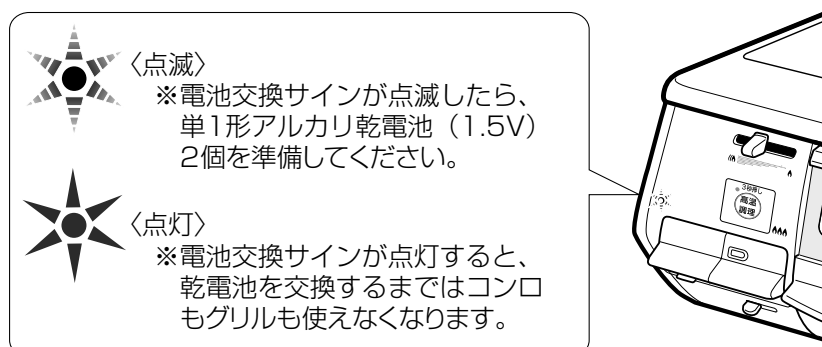 〈点滅〉
※電池交換サインが点滅したら、
単1形アルカリ乾電池（1.5V）
2個を準備してください。
〈点灯〉
※電池交換サインが点灯すると、
乾電池を交換するまではコンロ
もグリルも使えなくなります。
3秒押し
高温
調理